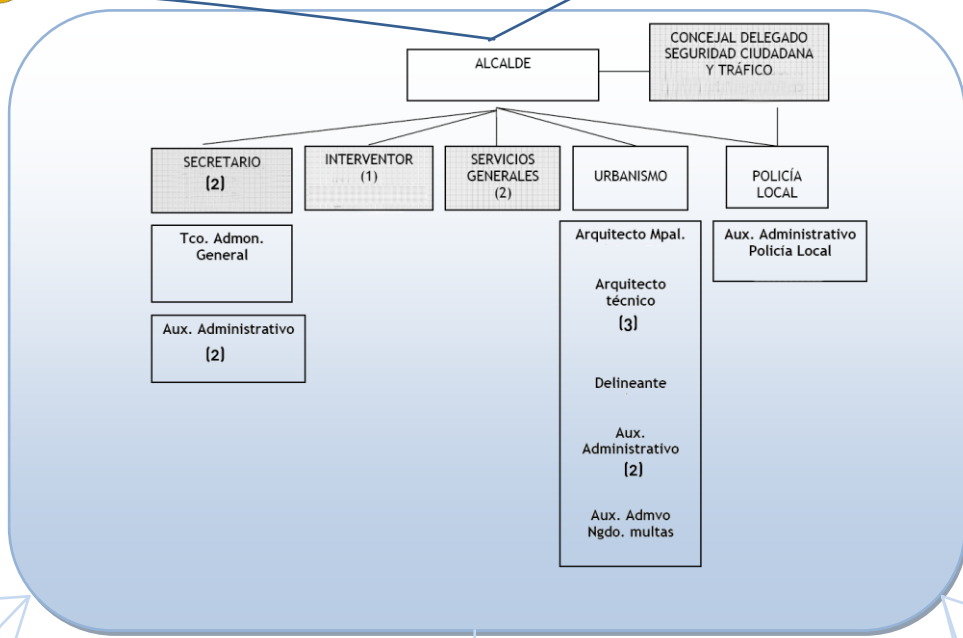 ALCALDE
CONCEJAL DELEGADO
SEGURIDAD CIUDADANA
Y TRÁFICO
SECRETARIO
(2)
INTERVENTOR
(1)
SERVICIOS
GENERALES
(2)
URBANISMO
POLICÍA
LOCAL
Tco. Admon.
General
Aux. Administrativo
(2)
Arquitecto Mpal.
Arquitecto
técnico
(3)
Delineante
Aux.
Administrativo
(2)
Aux. Admvo
Ngdo. multas
Aux. Administrativo
Policía Local